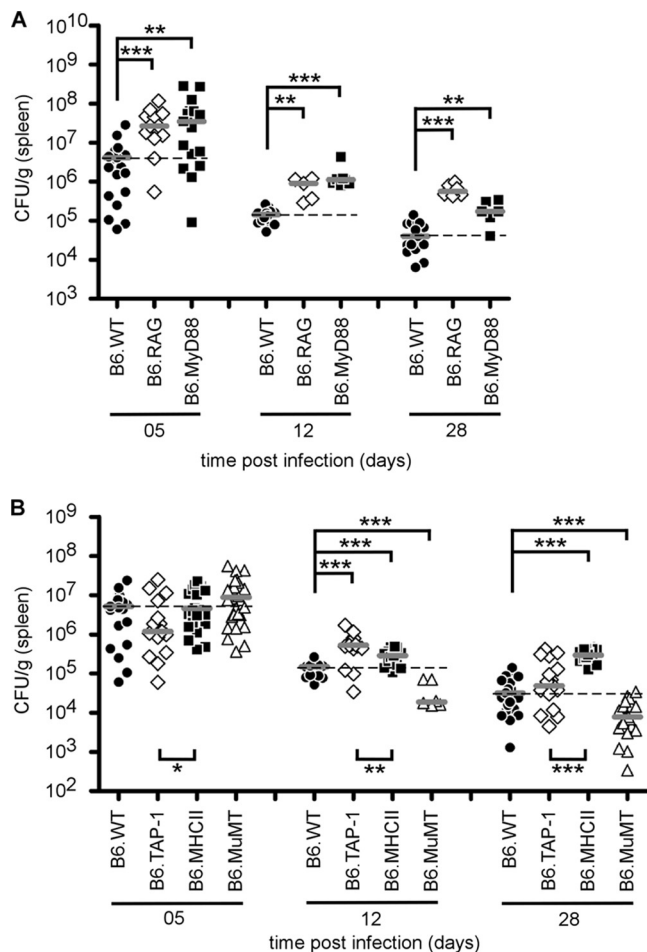 A
10^10
10^9
10^8
10^7
10^6
10^5
10^4
10^3
CFU/g (spleen)
**
***
***
**
**
***
B6.WT
B6.RAG
B6.MyD88
B6.WT
B6.RAG
B6.MyD88
B6.WT
B6.RAG
B6.MyD88
05
12
28
time post infection (days)
B
10^9
10^8
10^7
10^6
10^5
10^4
10^3
10^2
CFU/g (spleen)
***
***
***
***
***
*
**
***
B6.WT
B6.TAP-1
B6.MHCII
B6.MuMT
B6.WT
B6.TAP-1
B6.MHCII
B6.MuMT
B6.WT
B6.TAP-1
B6.MHCII
B6.MuMT
05
12
28
time post infection (days)